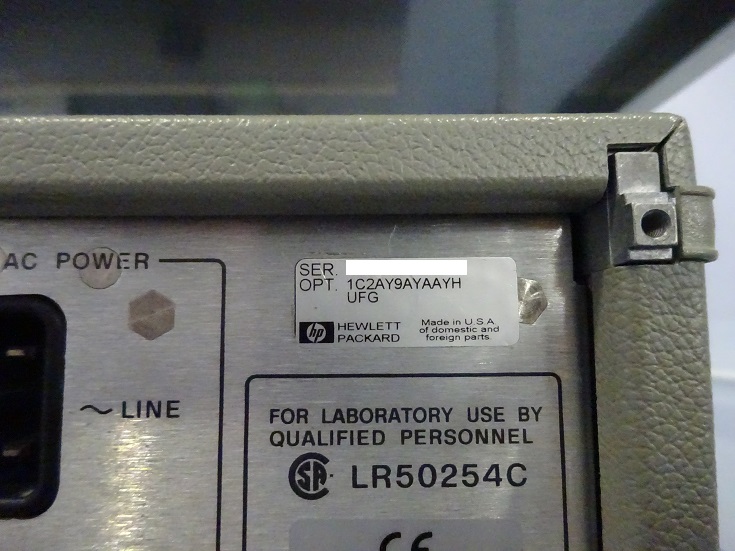 AC POWER
SER.
OPT. 1C2AY9AYAAYH
UFG
hp HEWLETT PACKARD
Made in U.S.A. of domestic and foreign parts
~ LINE
FOR LABORATORY USE BY
QUALIFIED PERSONNEL
SA LR50254C
CE